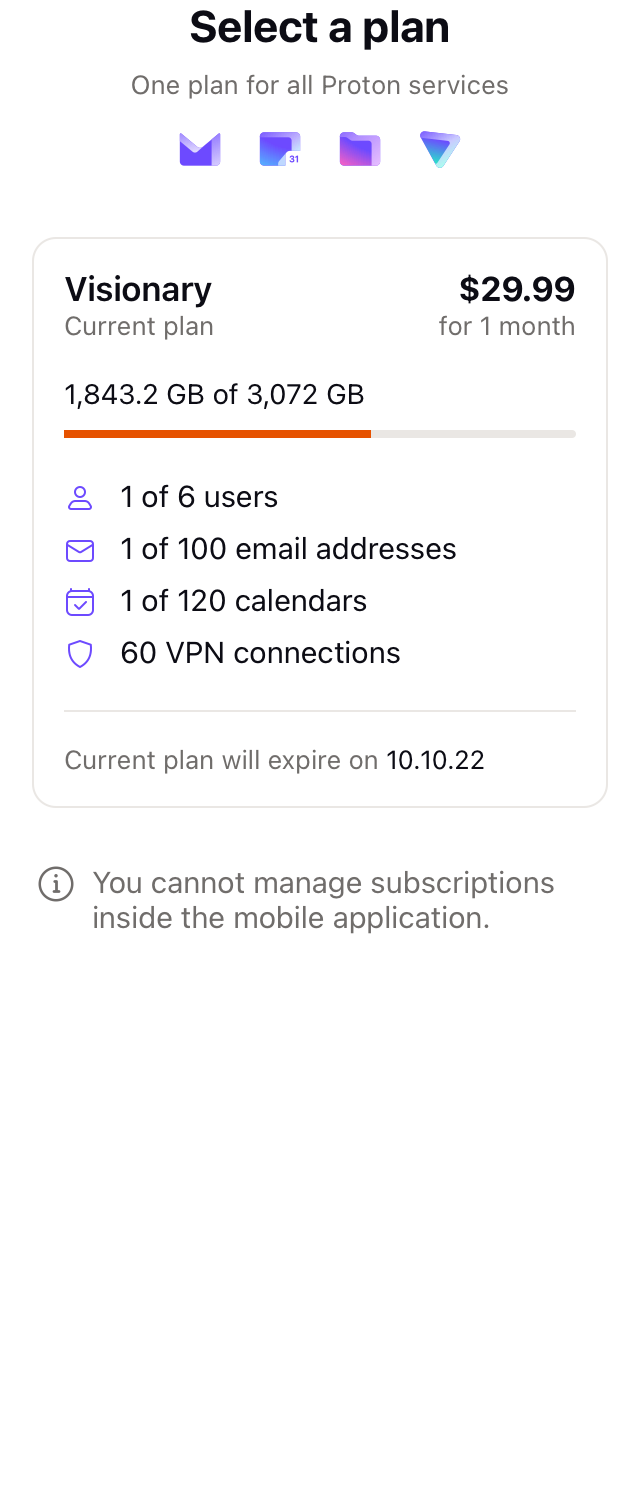 Select a plan
One plan for all Proton services
31
Visionary
$29.99
Current plan
for 1 month
1,843.2 GB of 3,072 GB
1 of 6 users
1 of 100 email addresses
1 of 120 calendars
60 VPN connections
Current plan will expire on 10.10.22
You cannot manage subscriptions
inside the mobile application.